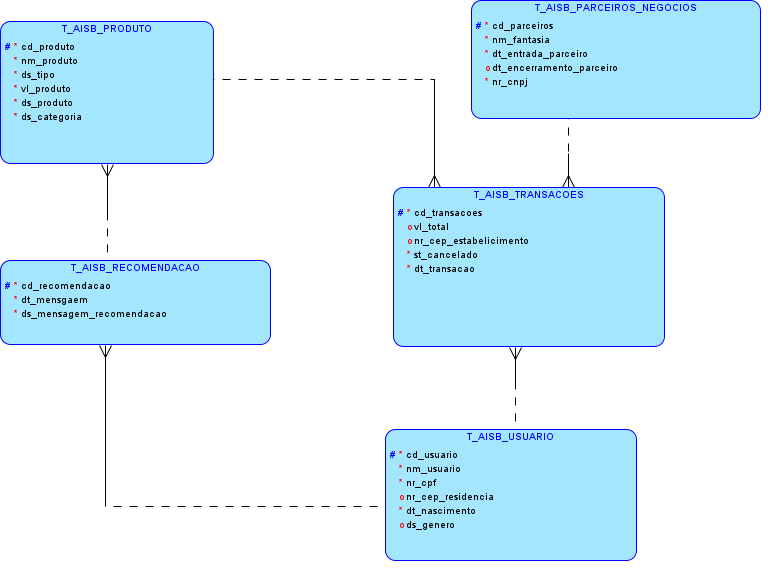 T_AISB_PRODUTO
# * cd_produto
* nm_produto
* ds_tipo
* vl_produto
* ds_produto
* ds_categoria
T_AISB_PARCEIROS_NEGOCIOS
# * cd_parceiros
* nm_fantasia
* dt_entrada_parceiro
o dt_encerramento_parceiro
* nr_cnpj
T_AISB_TRANSACOES
# * cd_transacoes
o vl_total
o nr_cep_estabelicimento
* st_cancelado
* dt_transacao
T_AISB_RECOMENDACAO
# * cd_recomendacao
* dt_mensgaem
* ds_mensagem_recomendacao
T_AISB_USUARIO
# * cd_usuario
* nm_usuario
* nr_cpf
o nr_cep_residencia
* dt_nascimento
o ds_genero